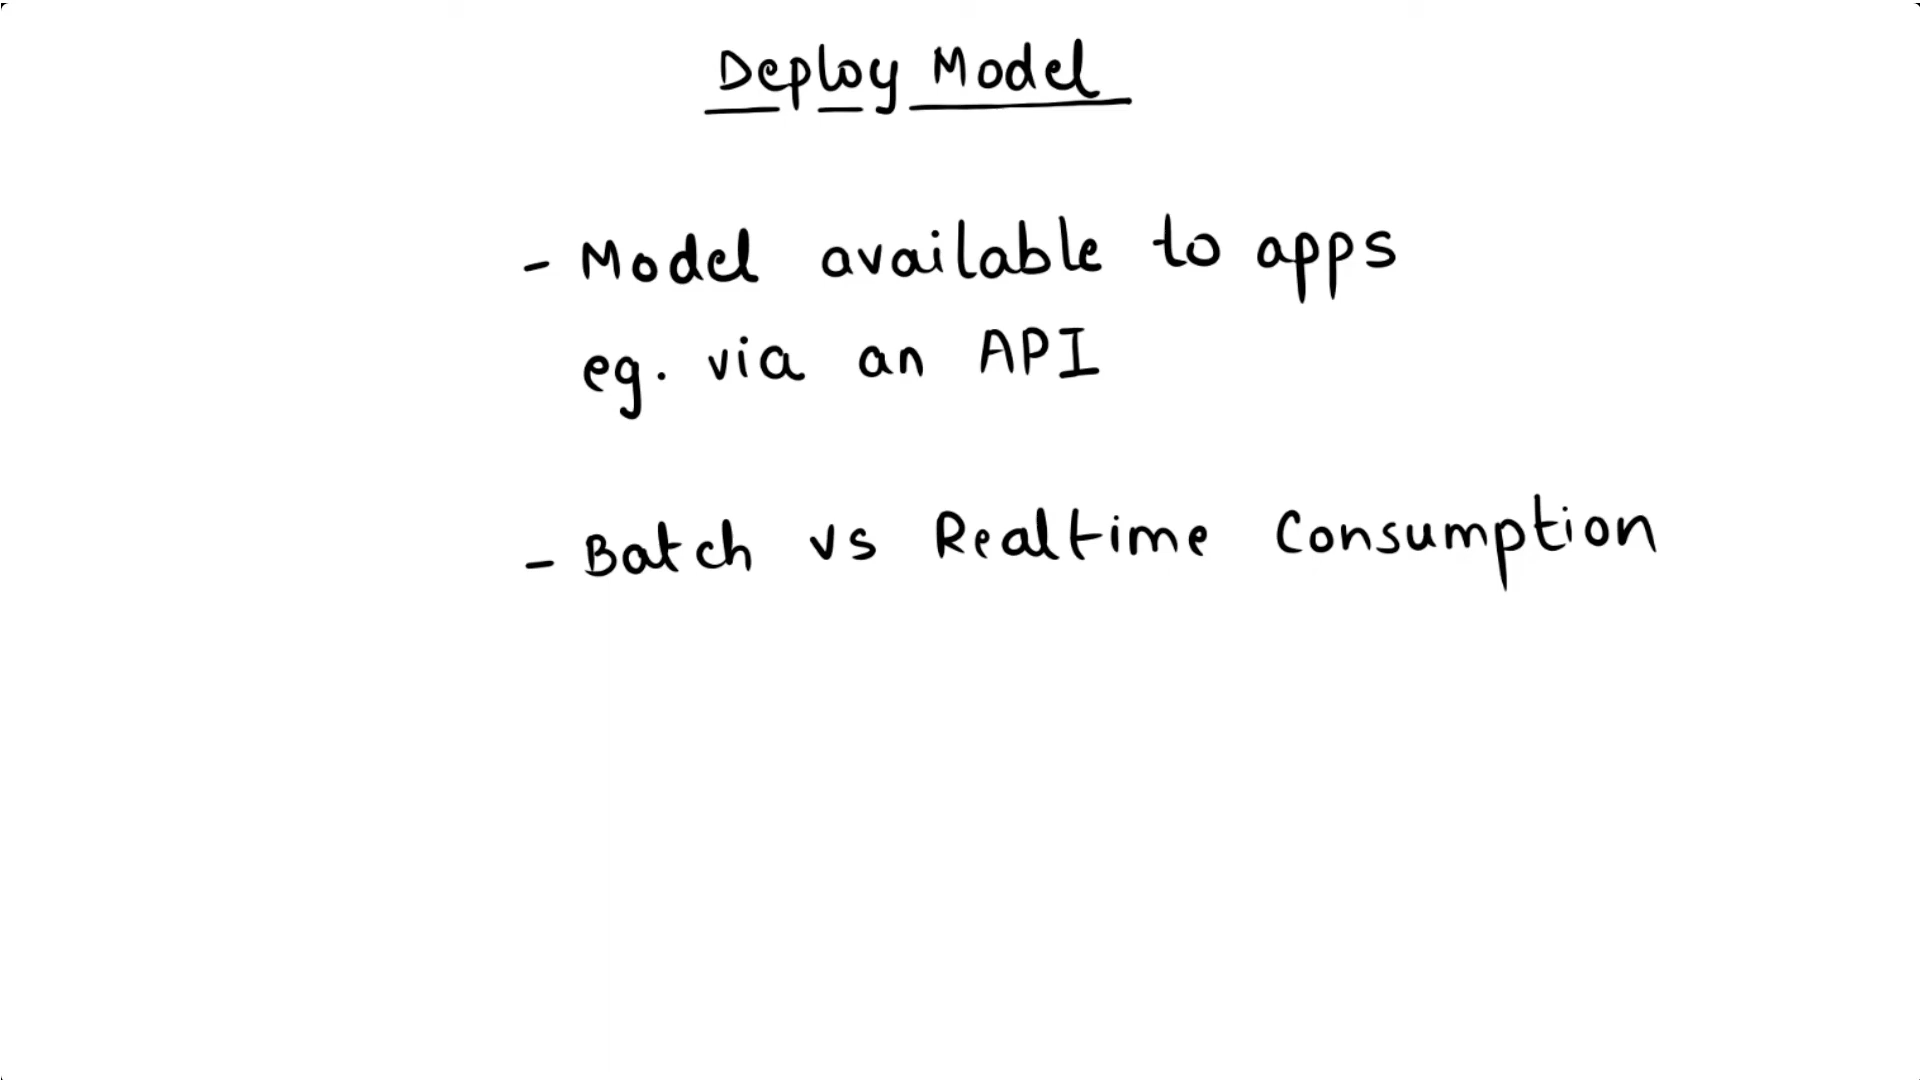 Deploy Model
- Model available to apps
eg. via an API
- Batch vs Realtime Consumption